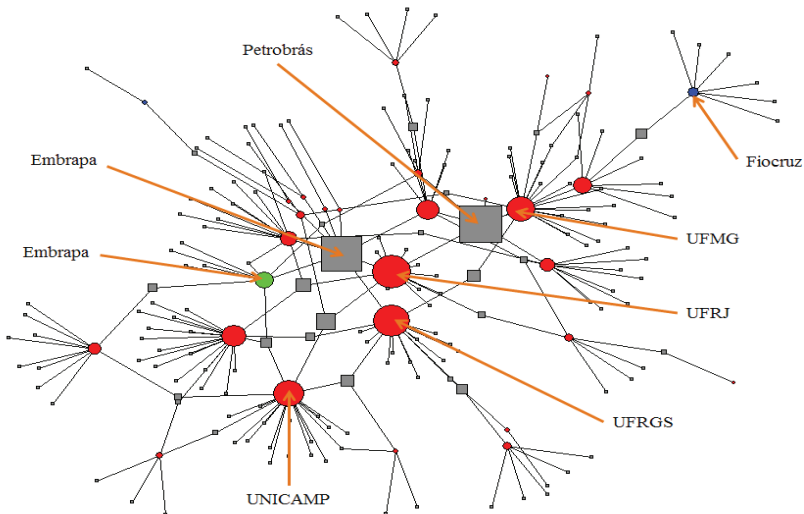 Petrobrás
Embrapa
Fiocruz
UFMG
Embrapa
UFRJ
UFRGS
UNICAMP